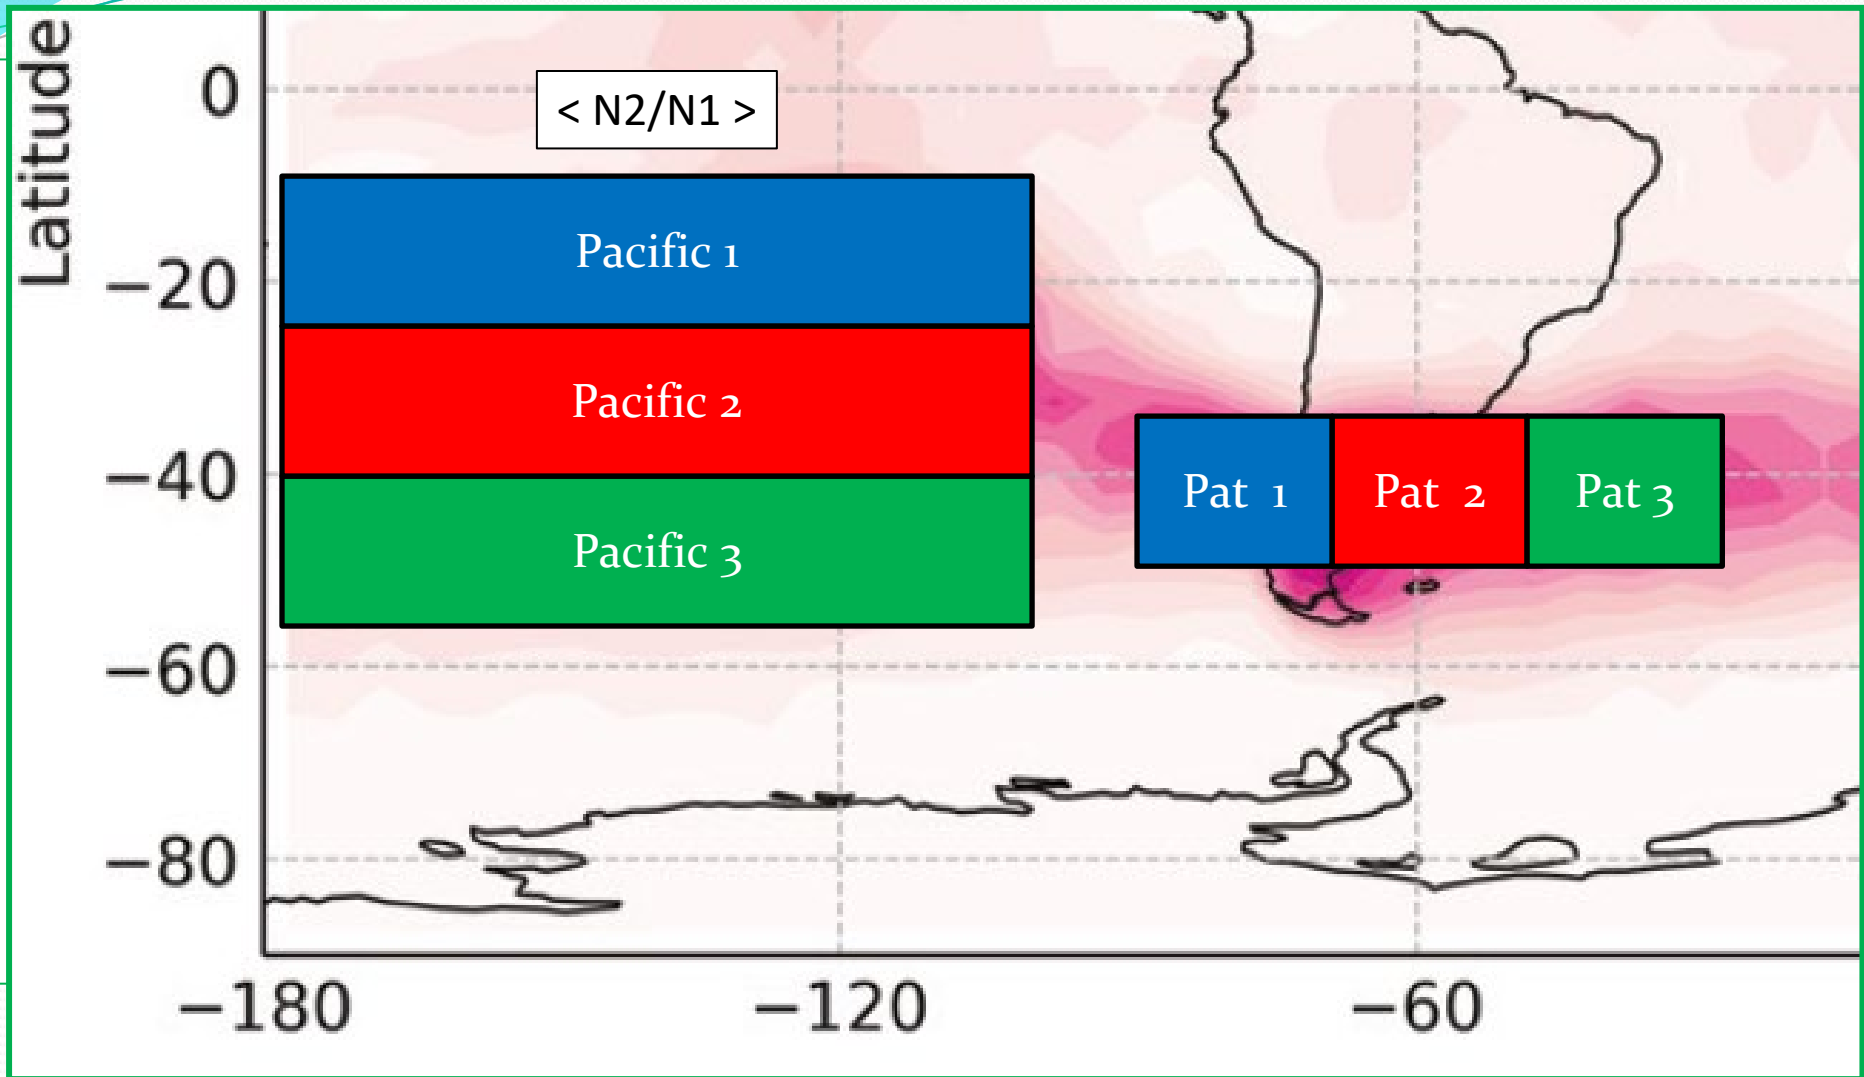 Latitude
0
−20
−40
−60
−80
< N2/N1 >
Pacific 1
Pacific 2
Pacific 3
Pat 1
Pat 2
Pat 3
−180
−120
−60